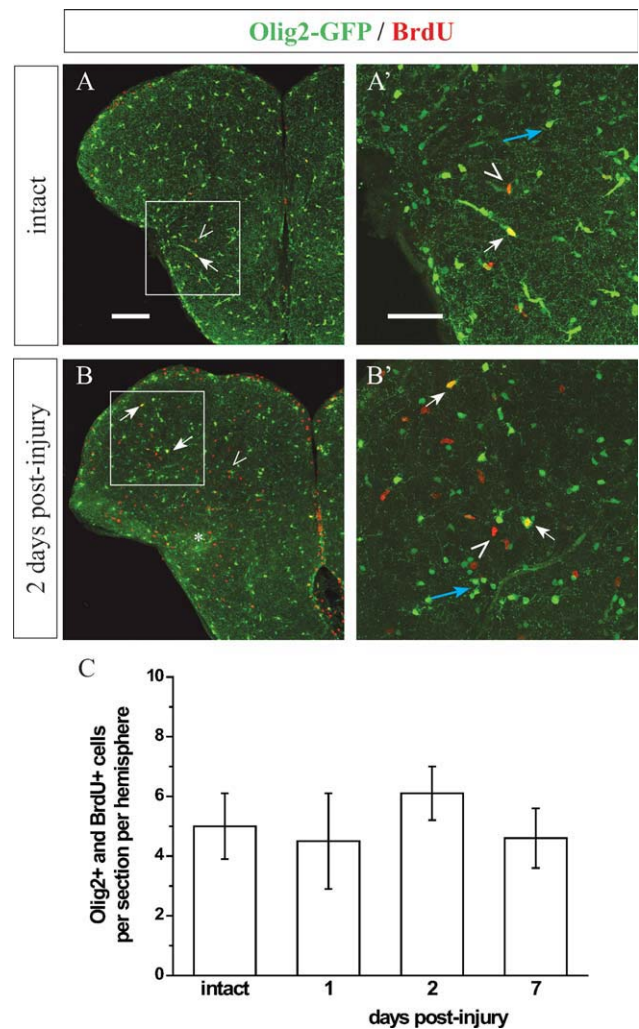 Olig2-GFP / BrdU
intact
A
A'
2 days post-injury
B
B'
*
C
Olig2+ and BrdU+ cells
per section per hemisphere
10
8
6
4
2
0
intact
1
2
7
days post-injury